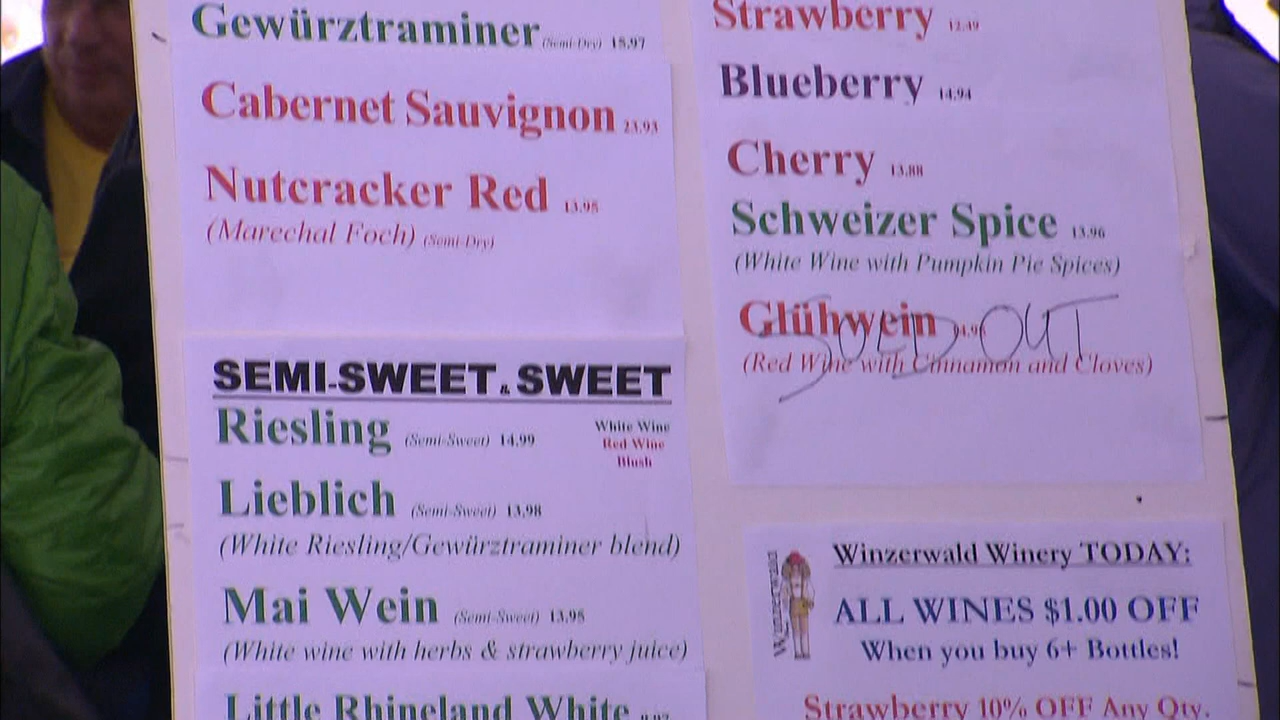 Gewürztraminer (Semi-Dry) 15.97
Cabernet Sauvignon 23.93
Nutcracker Red 13.95
(Marechal Foch) (Semi-Dry)
SEMI-SWEET & SWEET
Riesling (Semi-Sweet) 14.99
White Wine
Red Wine
Blush
Lieblich (Semi-Sweet) 13.98
(White Riesling/Gewürztraminer blend)
Mai Wein (Semi-Sweet) 13.95
(White wine with herbs & strawberry juice)
Little Rhineland White
Strawberry 12.49
Blueberry 14.94
Cherry 13.88
Schweizer Spice 13.96
(White Wine with Pumpkin Pie Spices)
Glühwein
SOLD OUT
(Red Wine with Cinnamon and Cloves)
Winzerwald
Winzerwald Winery TODAY:
ALL WINES $1.00 OFF
When you buy 6+ Bottles!
Strawberry 10% OFF Any Qty.